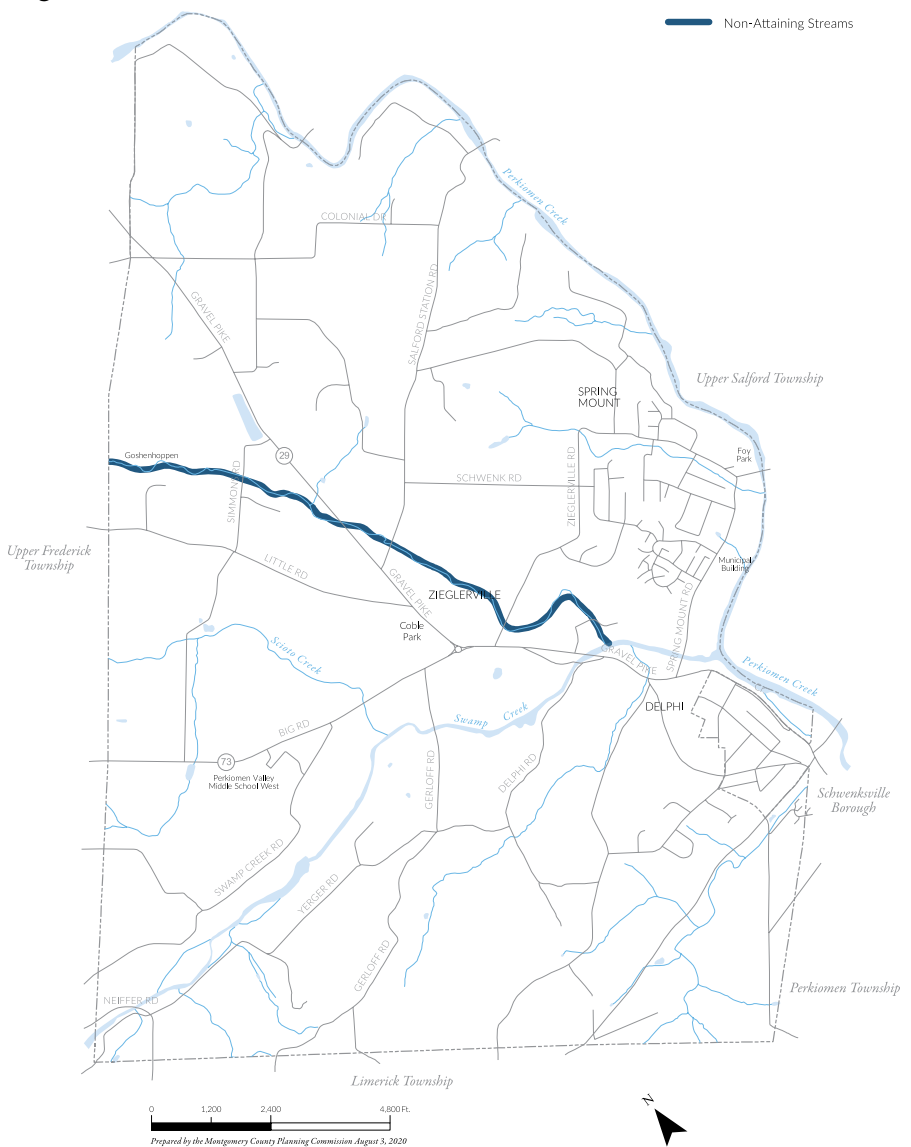 Non-Attaining Streams
Perkiomen Creek
COLONIAL DR
GRAVEL PIKE
SALFORD STATION RD
Upper Salford Township
SPRING
MOUNT
Foy
Park
Goshenhoppen
29
SIMMONS RD
SCHWENK RD
ZIEGLERVILLE RD
Upper Frederick
Township
LITTLE RD
GRAVEL PIKE
ZIEGLERVILLE
Municipal
Building
Coble
Park
SPRING MOUNT RD
GRAVEL PIKE
Scioto Creek
Perkiomen Creek
Swamp Creek
DELPHI
BIG RD
73
Perkiomen Valley
Middle School West
GERLOFF RD
DELPHI RD
Schwenksville
Borough
SWAMP CREEK RD
YERGER RD
GERLOFF RD
Perkiomen Township
NEIFFER RD
Limerick Township
N
0 1,200 2,400 4,800 Ft.
Prepared by the Montgomery County Planning Commission August 3, 2020